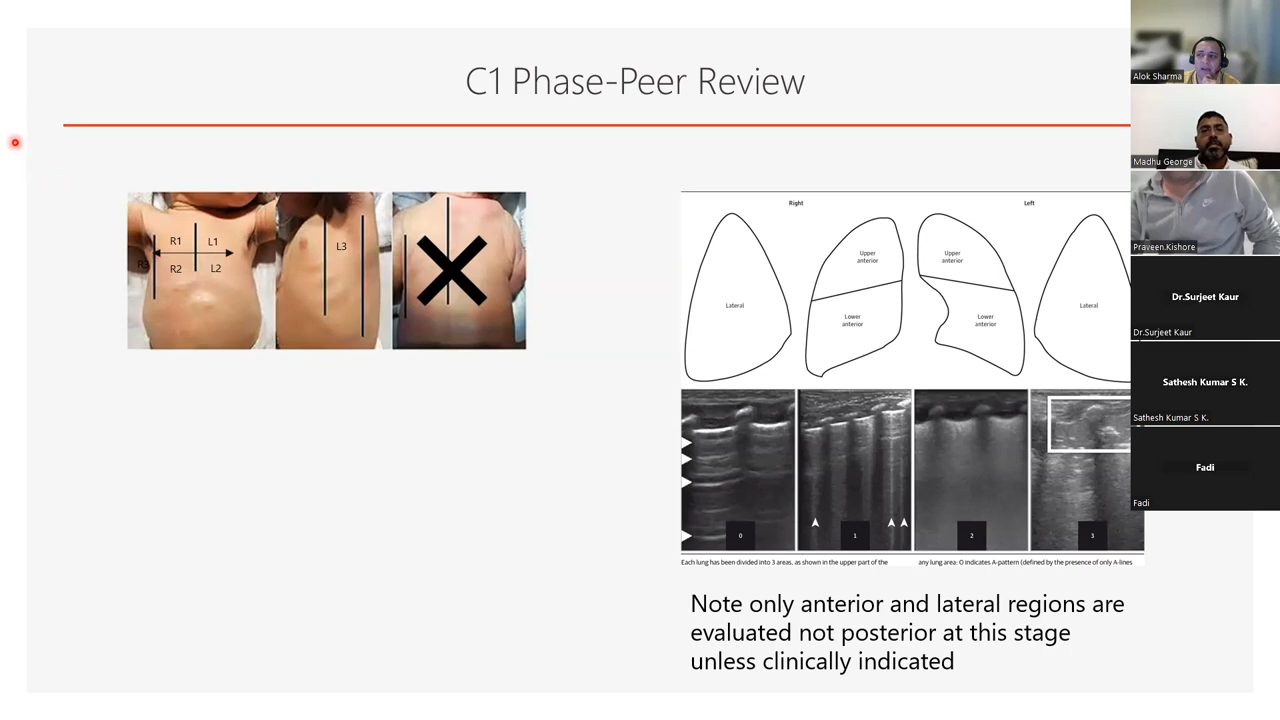 C1 Phase-Peer Review
R1
L1
R2
L2
L3
Right
Left
Lateral
Upper
anterior
Lower
anterior
Upper
anterior
Lower
anterior
Lateral
0
1
2
3
Each lung has been divided into 3 areas, as shown in the upper part of the
any lung area: 0 indicates A-pattern (defined by the presence of only A-lines
Note only anterior and lateral regions are
evaluated not posterior at this stage
unless clinically indicated
Alok Sharma
Madhu George
Praveen.Kishore
Dr.Surjeet Kaur
Dr.Surjeet Kaur
Sathesh Kumar S K.
Sathesh Kumar S K.
Fadi
Fadi